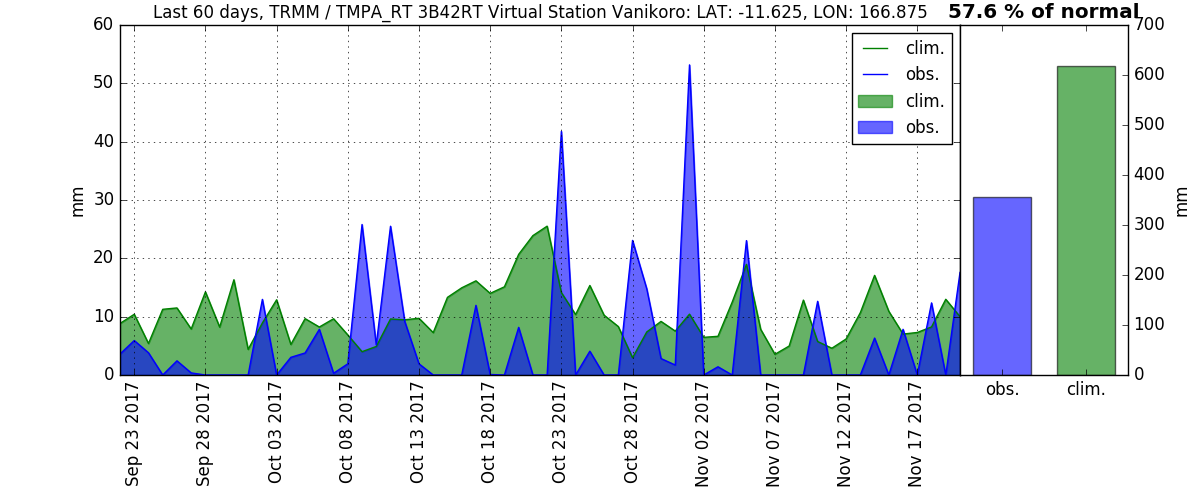 Last 60 days, TRMM / TMPA_RT 3B42RT Virtual Station Vanikoro: LAT: -11.625, LON: 166.875
57.6 % of normal
60
50
40
30
20
10
0
mm
clim.
obs.
clim.
obs.
700
600
500
400
300
200
100
0
mm
obs.
clim.
Sep 23 2017
Sep 28 2017
Oct 03 2017
Oct 08 2017
Oct 13 2017
Oct 18 2017
Oct 23 2017
Oct 28 2017
Nov 02 2017
Nov 07 2017
Nov 12 2017
Nov 17 2017